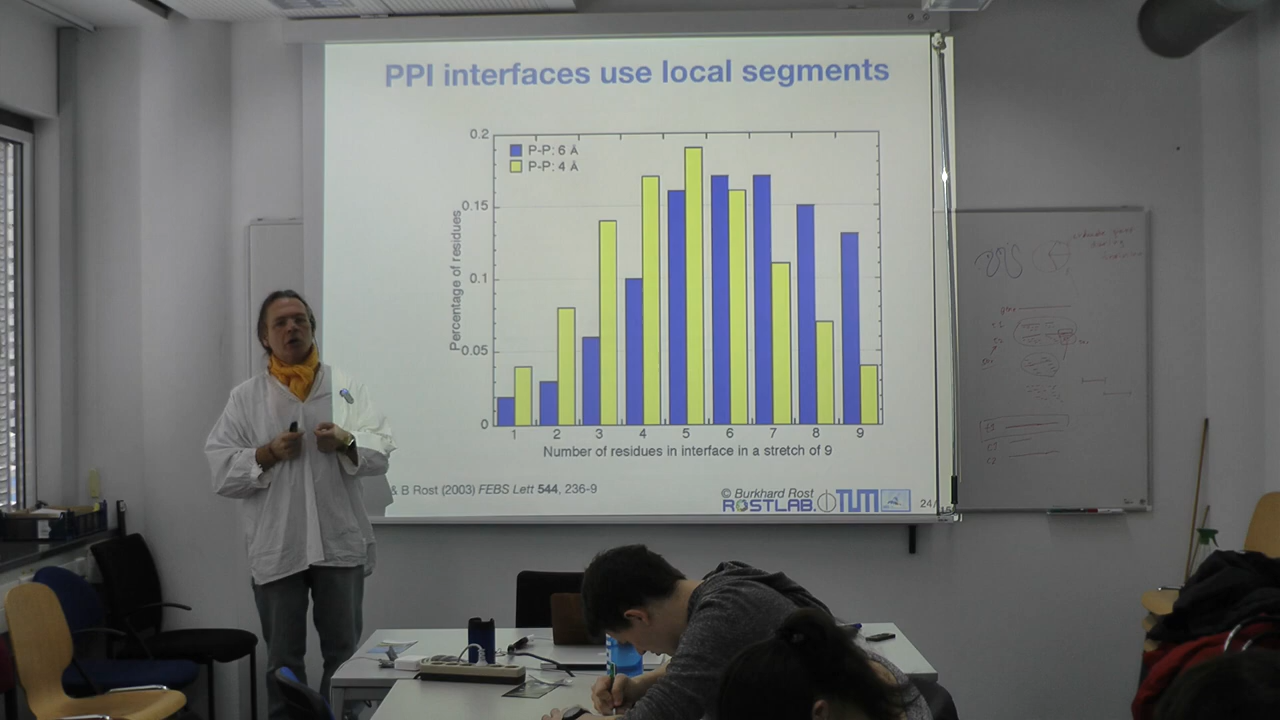 PPI interfaces use local segments
0.2
P-P: 6 Å
P-P: 4 Å
0.15
0.1
0.05
0
Percentage of residues
1 2 3 4 5 6 7 8 9
Number of residues in interface in a stretch of 9
& B Rost (2003) FEBS Lett 544, 236-9
© Burkhard Rost
ROSTLAB. TUM
24/